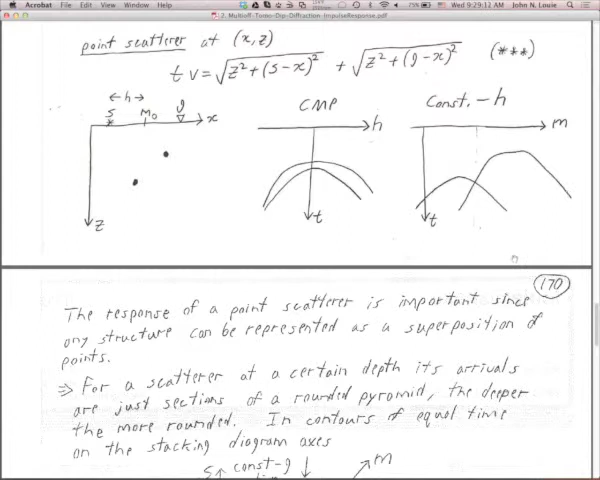 Acrobat File Edit View Window Help 75% Wed 9:29:12 AM John N. Louie
2. Multioff-Txdep-Dip-Diffraction-ImpulseResponse.pdf
point scatterer at (x, z)
t v = √z² + (s-x)² + √z² + (g-x)² (***)
← h →
s M₀ g
x
z
CMP
h
t
Const. - h
m
t
170
The response of a point scatterer is important since
any structure can be represented as a superposition of
points.
⇒ For a scatterer at a certain depth its arrivals
are just sections of a rounded pyramid, the deeper
the more rounded. In contours of equal time
on the stacking diagram axes
s↑ const-g ↓ ↗ m